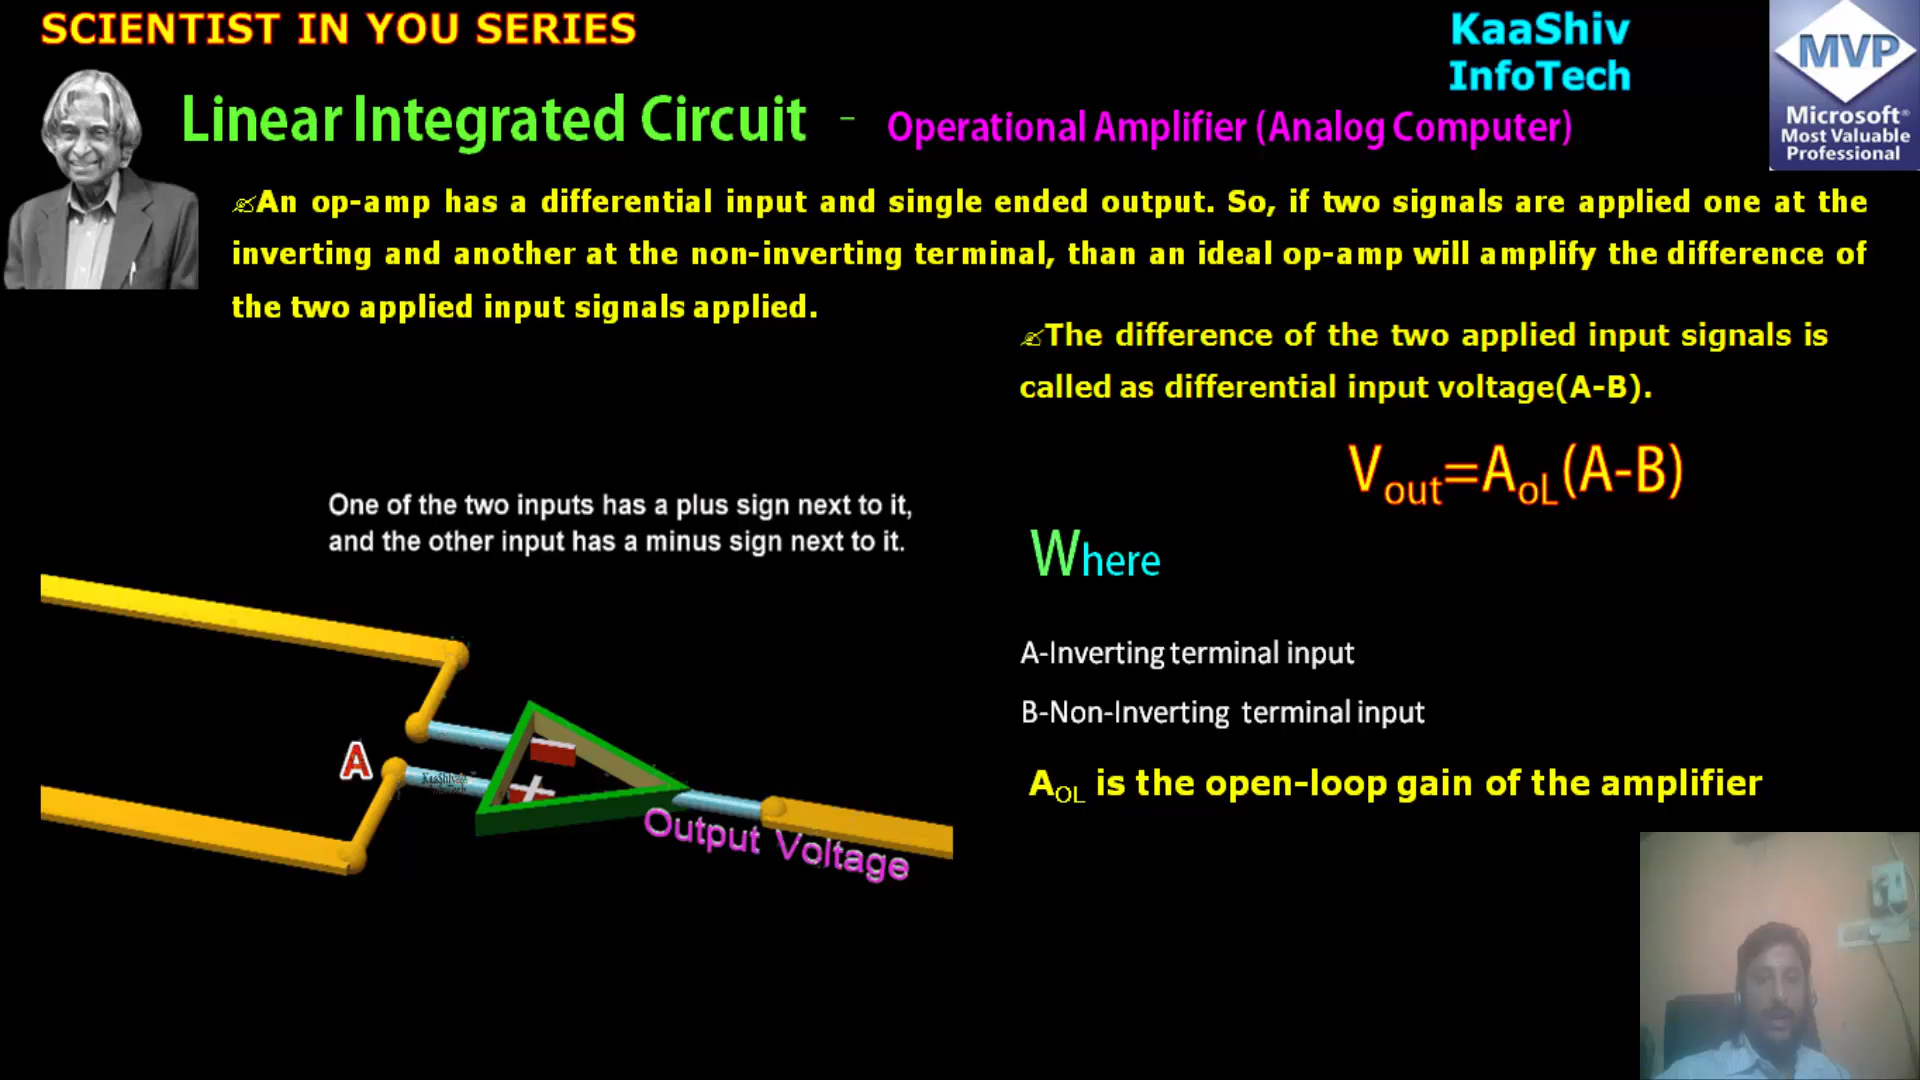 SCIENTIST IN YOU SERIES
KaaShiv
InfoTech
MVP
Microsoft®
Most Valuable
Professional
Linear Integrated Circuit - Operational Amplifier (Analog Computer)
An op-amp has a differential input and single ended output. So, if two signals are applied one at the
inverting and another at the non-inverting terminal, than an ideal op-amp will amplify the difference of
the two applied input signals applied.
The difference of the two applied input signals is
called as differential input voltage(A-B).
Vout=AoL(A-B)
One of the two inputs has a plus sign next to it,
and the other input has a minus sign next to it.
Where
A-Inverting terminal input
B-Non-Inverting terminal input
AOL is the open-loop gain of the amplifier
A
Output Voltage